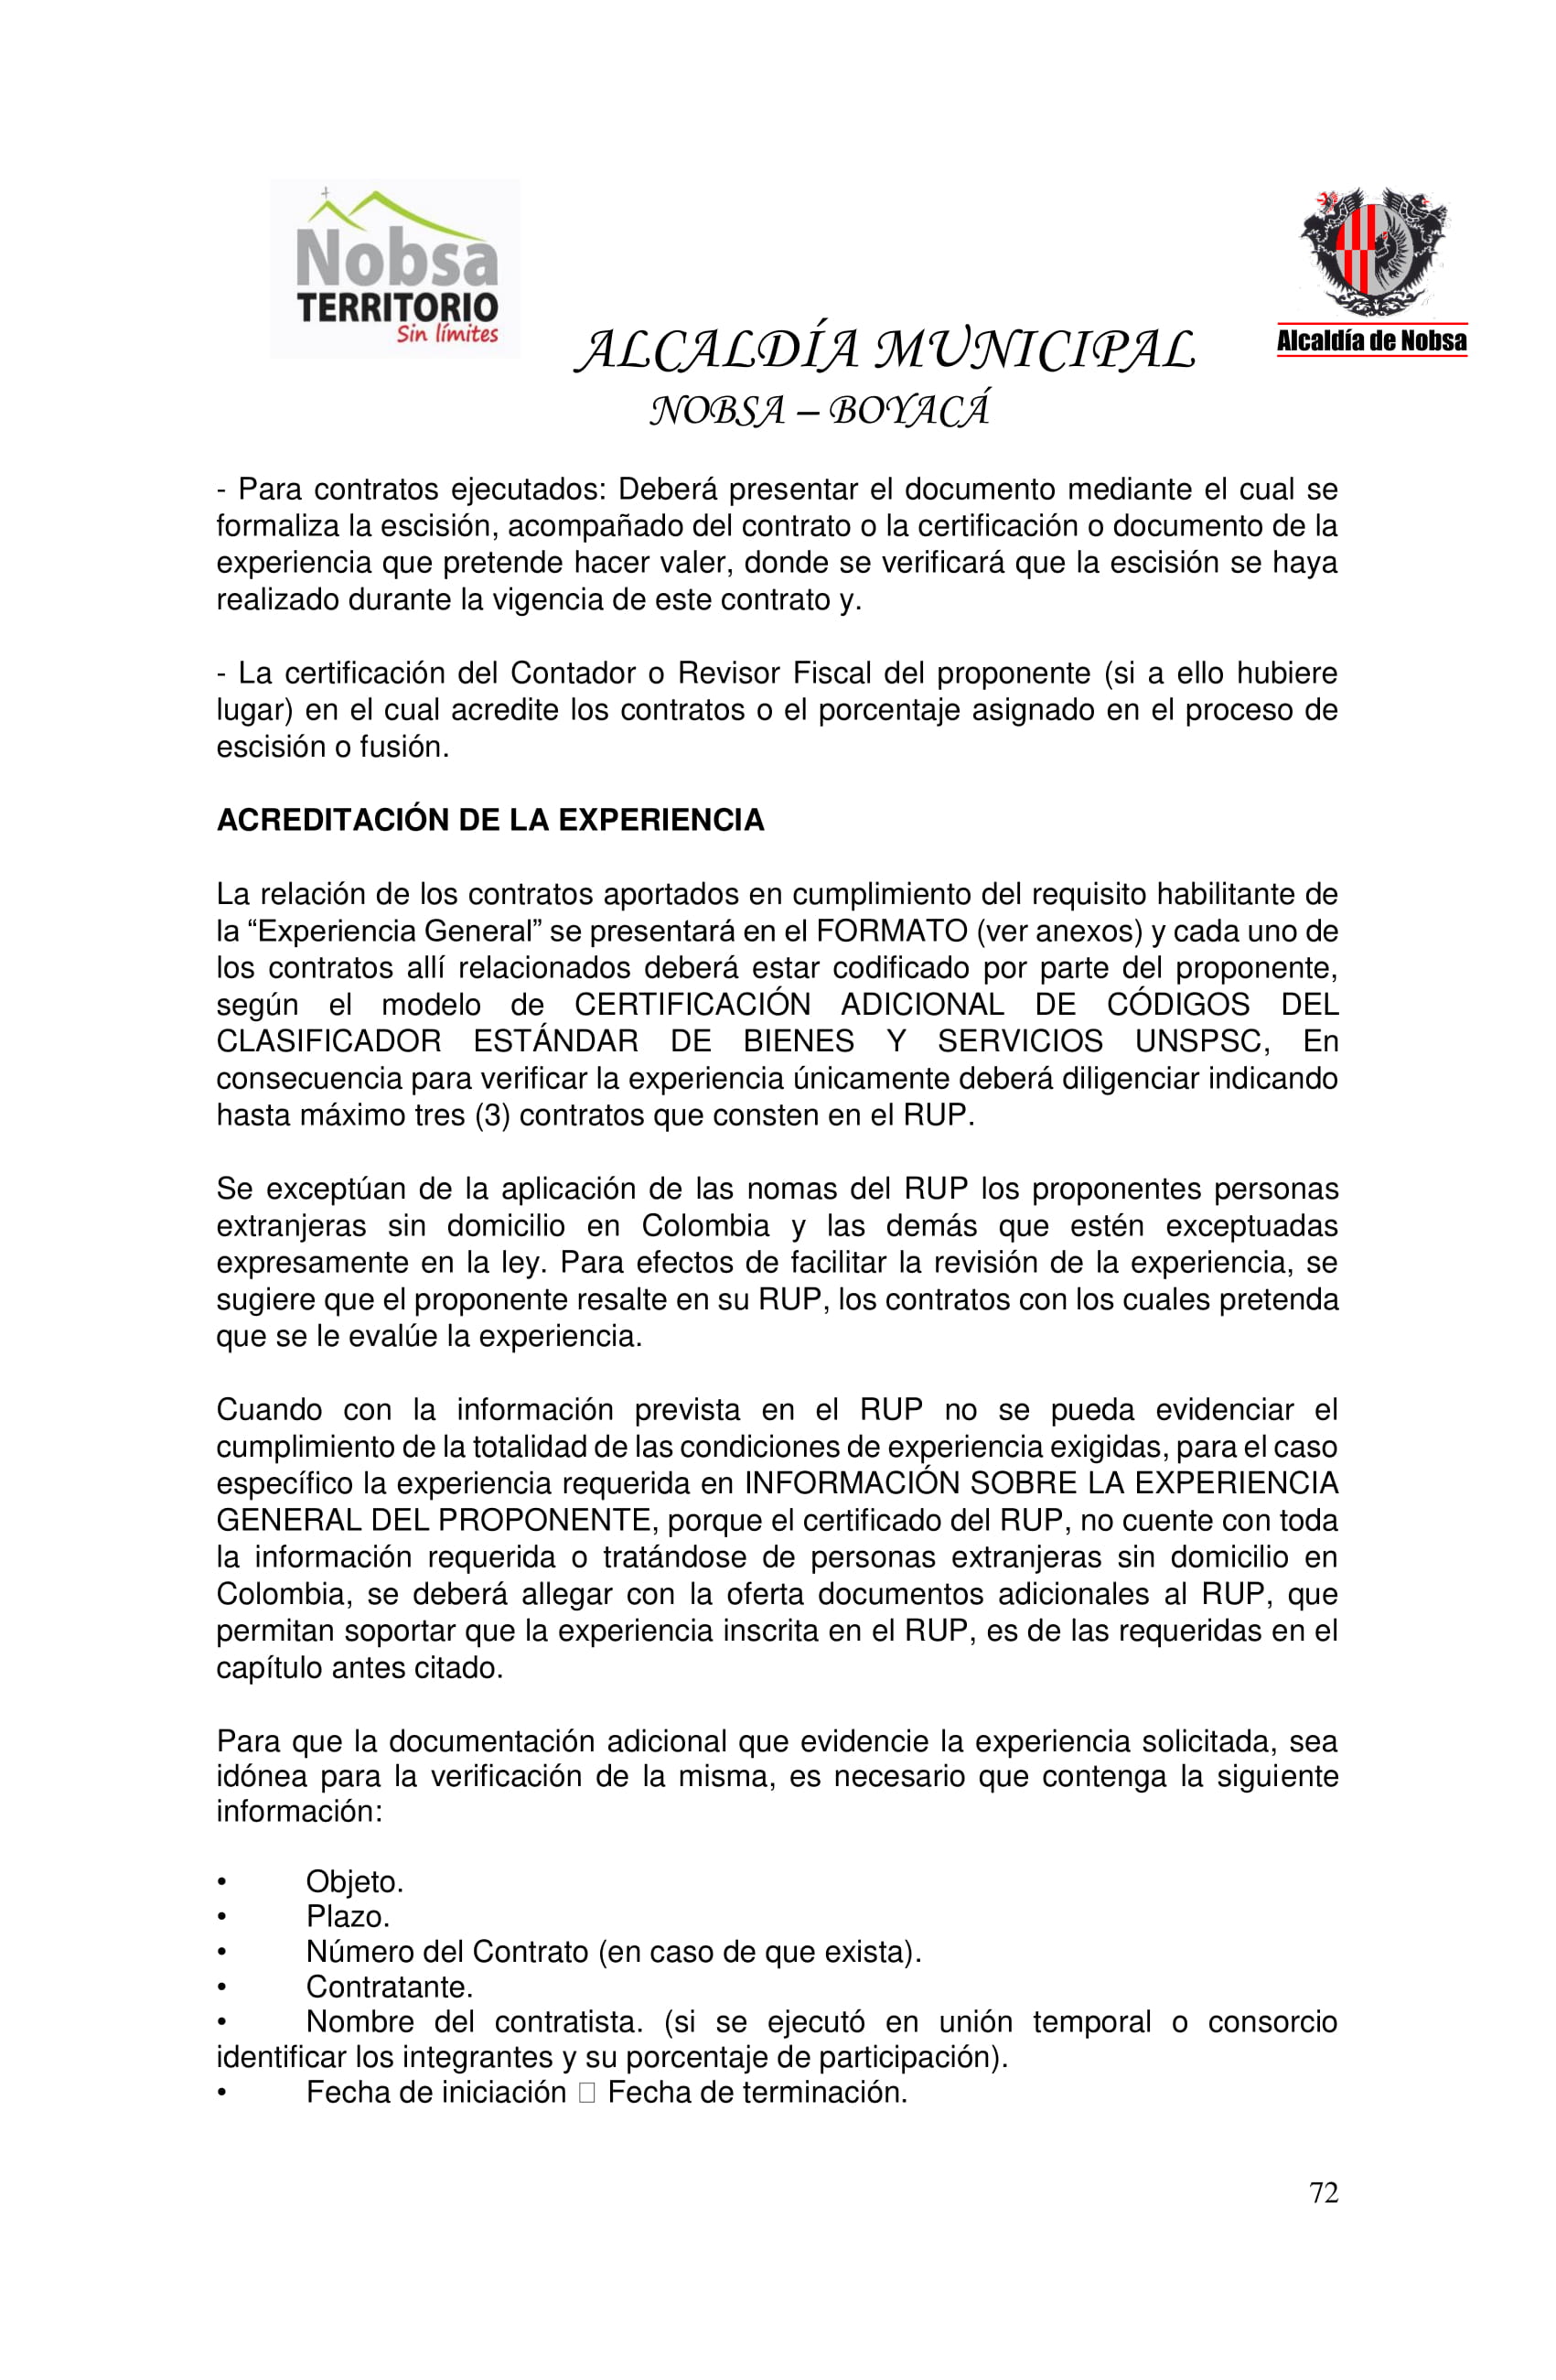 Nobsa
TERRITORIO
Sin límites
Alcaldía de Nobsa
ALCALDÍA MUNICIPAL
NOBSA – BOYACÁ
- Para contratos ejecutados: Deberá presentar el documento mediante el cual se
formaliza la escisión, acompañado del contrato o la certificación o documento de la
experiencia que pretende hacer valer, donde se verificará que la escisión se haya
realizado durante la vigencia de este contrato y.
- La certificación del Contador o Revisor Fiscal del proponente (si a ello hubiere
lugar) en el cual acredite los contratos o el porcentaje asignado en el proceso de
escisión o fusión.
ACREDITACIÓN DE LA EXPERIENCIA
La relación de los contratos aportados en cumplimiento del requisito habilitante de
la “Experiencia General” se presentará en el FORMATO (ver anexos) y cada uno de
los contratos allí relacionados deberá estar codificado por parte del proponente,
según el modelo de CERTIFICACIÓN ADICIONAL DE CÓDIGOS DEL
CLASIFICADOR ESTÁNDAR DE BIENES Y SERVICIOS UNSPSC, En
consecuencia para verificar la experiencia únicamente deberá diligenciar indicando
hasta máximo tres (3) contratos que consten en el RUP.
Se exceptúan de la aplicación de las nomas del RUP los proponentes personas
extranjeras sin domicilio en Colombia y las demás que estén exceptuadas
expresamente en la ley. Para efectos de facilitar la revisión de la experiencia, se
sugiere que el proponente resalte en su RUP, los contratos con los cuales pretenda
que se le evalúe la experiencia.
Cuando con la información prevista en el RUP no se pueda evidenciar el
cumplimiento de la totalidad de las condiciones de experiencia exigidas, para el caso
específico la experiencia requerida en INFORMACIÓN SOBRE LA EXPERIENCIA
GENERAL DEL PROPONENTE, porque el certificado del RUP, no cuente con toda
la información requerida o tratándose de personas extranjeras sin domicilio en
Colombia, se deberá allegar con la oferta documentos adicionales al RUP, que
permitan soportar que la experiencia inscrita en el RUP, es de las requeridas en el
capítulo antes citado.
Para que la documentación adicional que evidencie la experiencia solicitada, sea
idónea para la verificación de la misma, es necesario que contenga la siguiente
información:
• Objeto.
• Plazo.
• Número del Contrato (en caso de que exista).
• Contratante.
• Nombre del contratista. (si se ejecutó en unión temporal o consorcio
identificar los integrantes y su porcentaje de participación).
• Fecha de iniciación  Fecha de terminación.
72